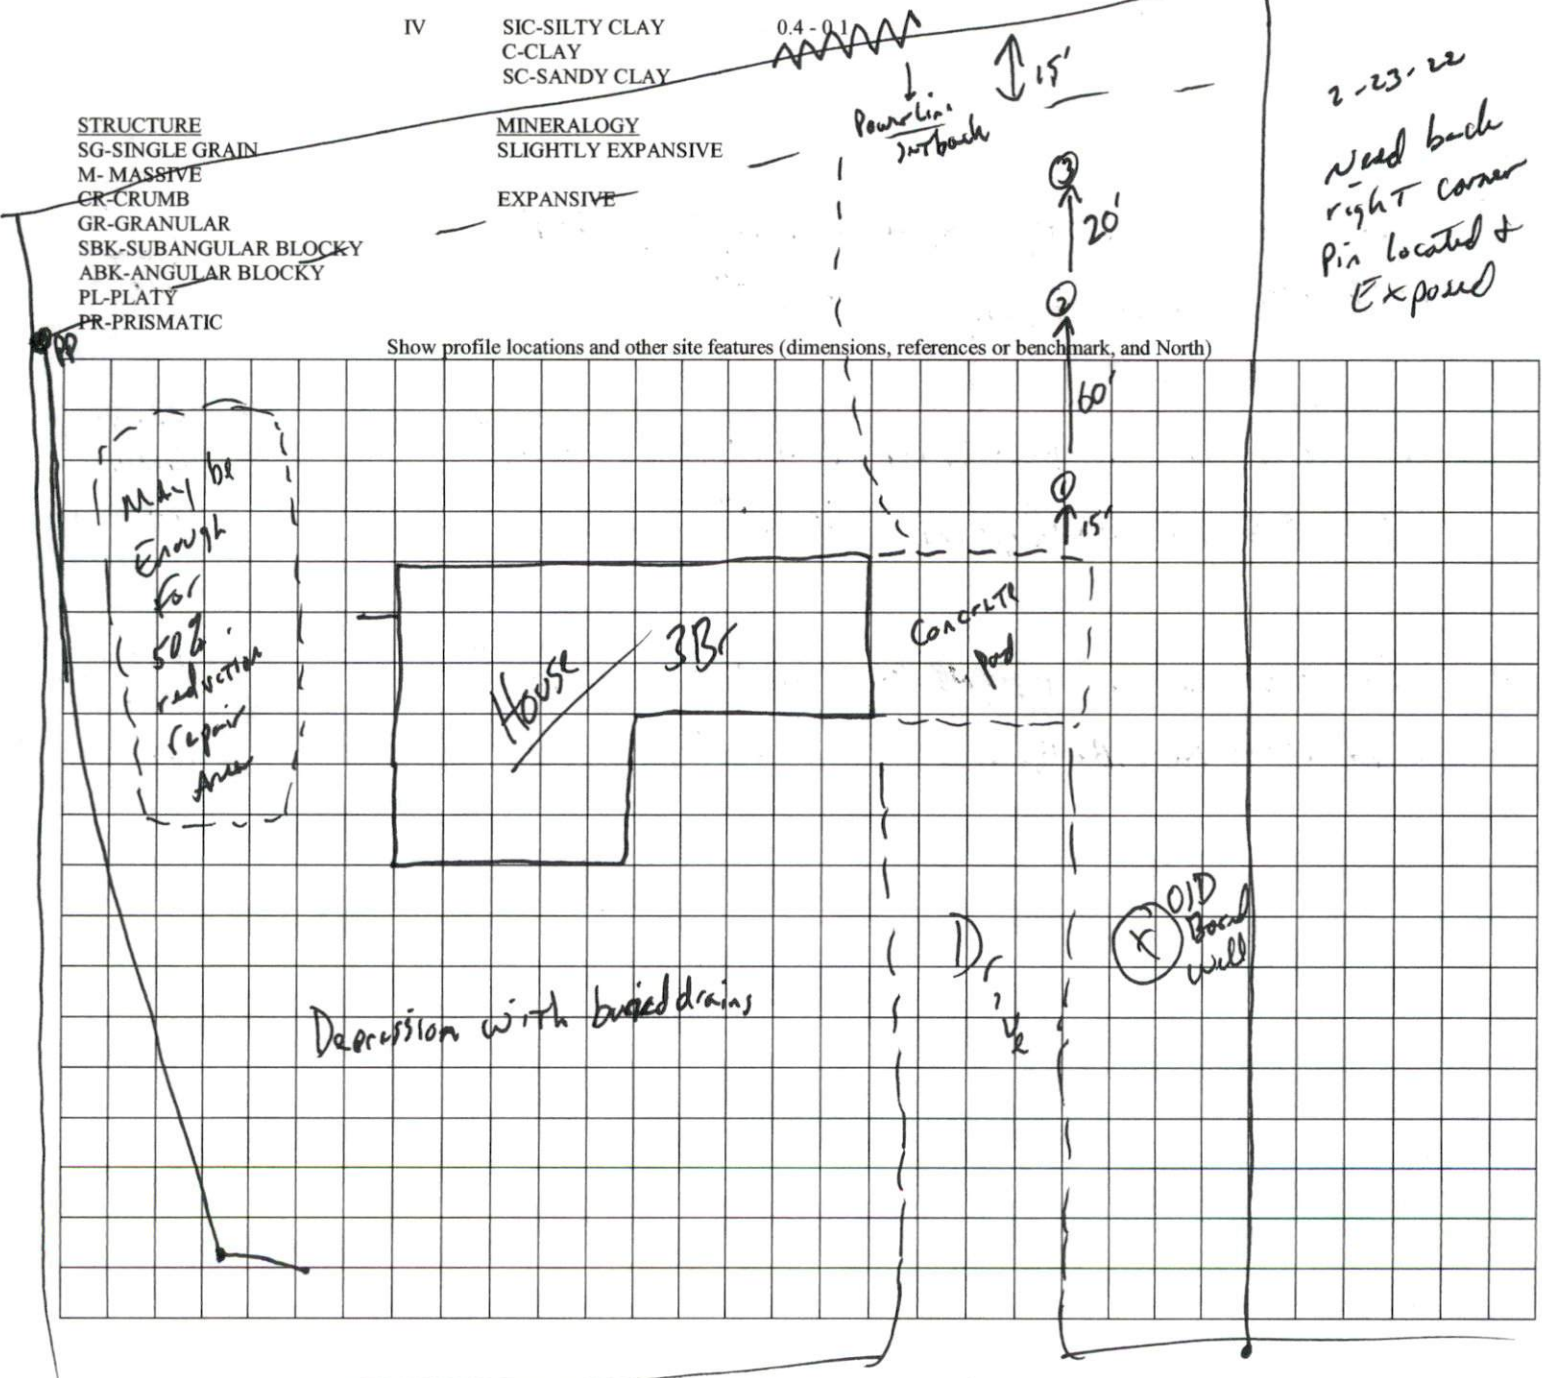 IV SIC-SILTY CLAY 0.4 - 0.1
C-CLAY
SC-SANDY CLAY
15'
2-23-22
Need back
right corner
Pin located &
Exposed
STRUCTURE MINERALOGY
SG-SINGLE GRAIN SLIGHTLY EXPANSIVE
M- MASSIVE
CR-CRUMB EXPANSIVE
GR-GRANULAR
SBK-SUBANGULAR BLOCKY
ABK-ANGULAR BLOCKY
PL-PLATY
PR-PRISMATIC
Powerline
3
20'
2
PP
Show profile locations and other site features (dimensions, references or benchmark, and North)
60'
1
15'
May be
Enough
For
50%
reduction
repair
Area
House 3Br
Concrete
pad
Old
Bored
Well
X
Drive
Depression with buried drains